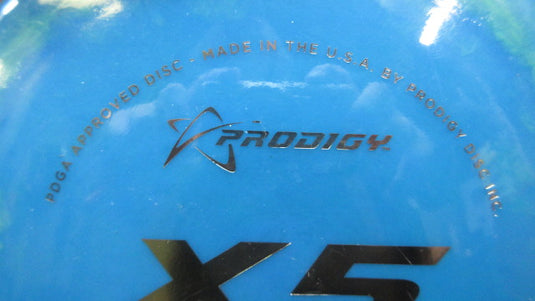 PDGA APPROVED DISC - MADE IN THE U.S.A. BY PRODIGY DISC INC.
PRODIGY
X5